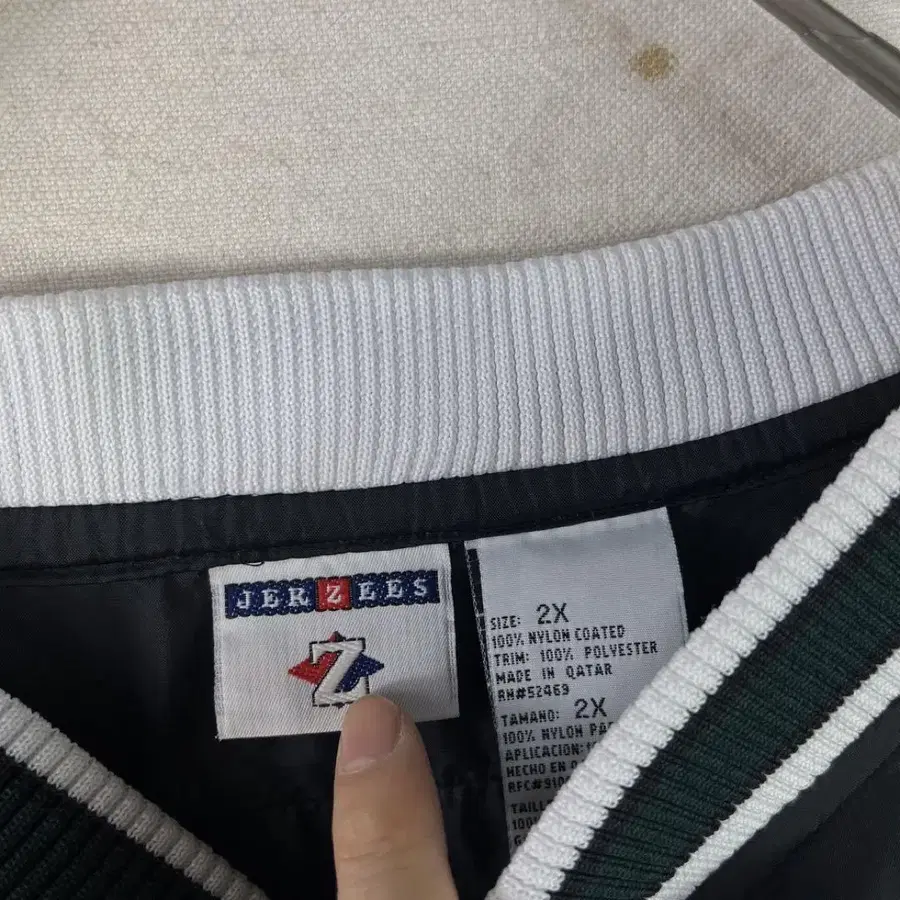 JERZEES
Z
SIZE: 2X
100% NYLON COATED
TRIM: 100% POLYESTER
MADE IN QATAR
RN#52469
TAMANO: 2X
100% NYLON
APLICACION:
HECHO EN